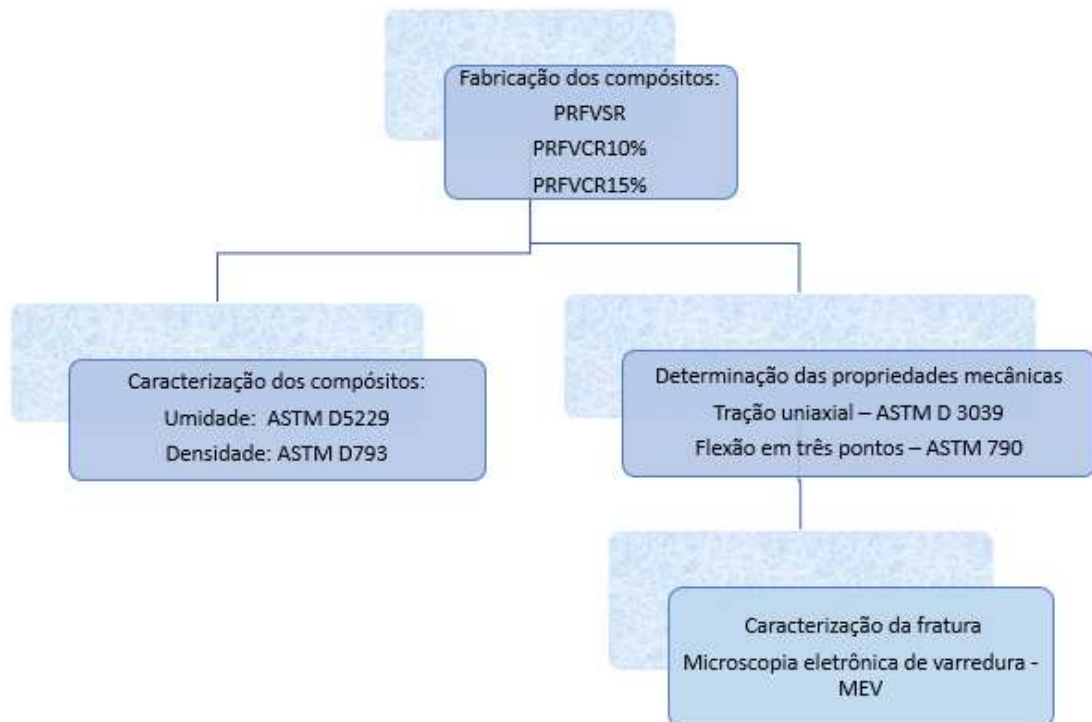 Fabricação dos compósitos:
PRFVSR
PRFVCR10%
PRFVCR15%
Caracterização dos compósitos:
Umidade: ASTM D5229
Densidade: ASTM D793
Determinação das propriedades mecânicas
Tração uniaxial – ASTM D 3039
Flexão em três pontos – ASTM 790
Caracterização da fratura
Microscopia eletrônica de varredura -
MEV